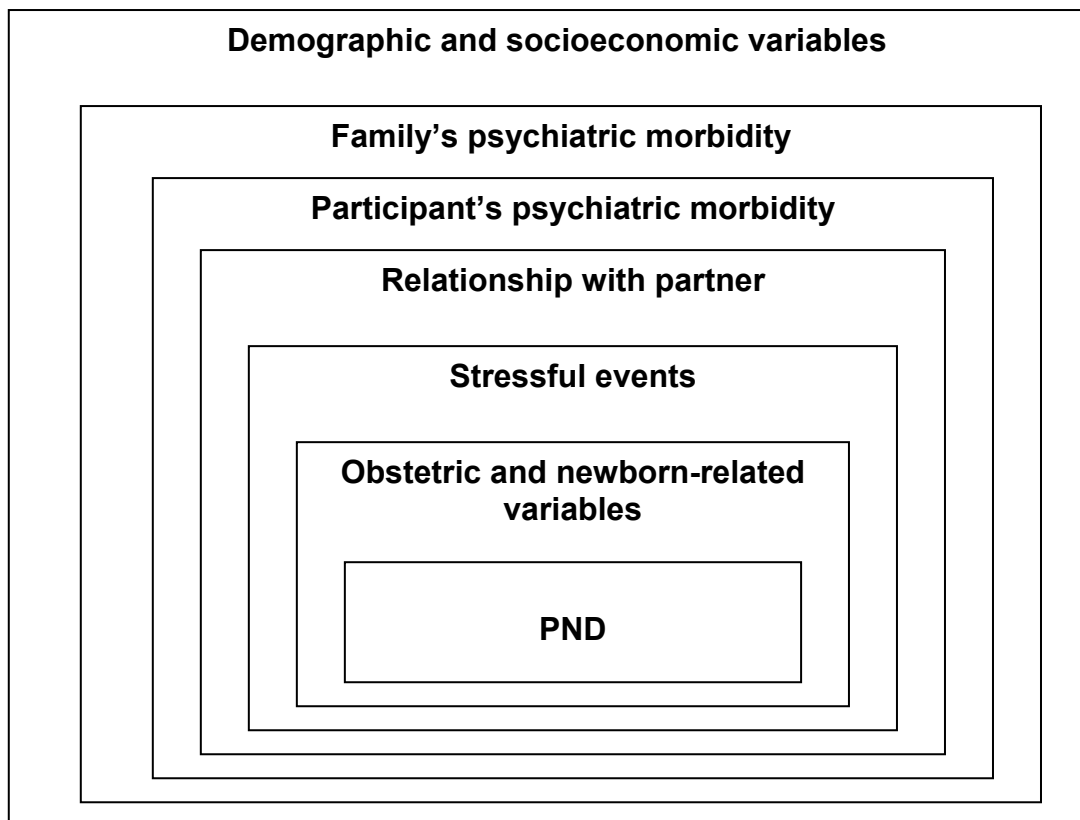 Demographic and socioeconomic variables
Family’s psychiatric morbidity
Participant’s psychiatric morbidity
Relationship with partner
Stressful events
Obstetric and newborn-related
variables
PND